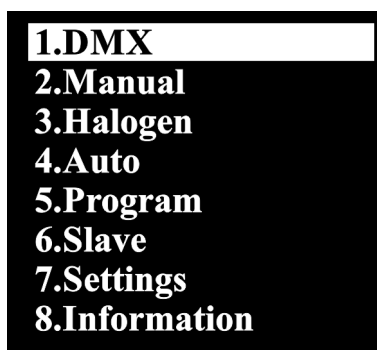 1.DMX
2.Manual
3.Halogen
4.Auto
5.Program
6.Slave
7.Settings
8.Information